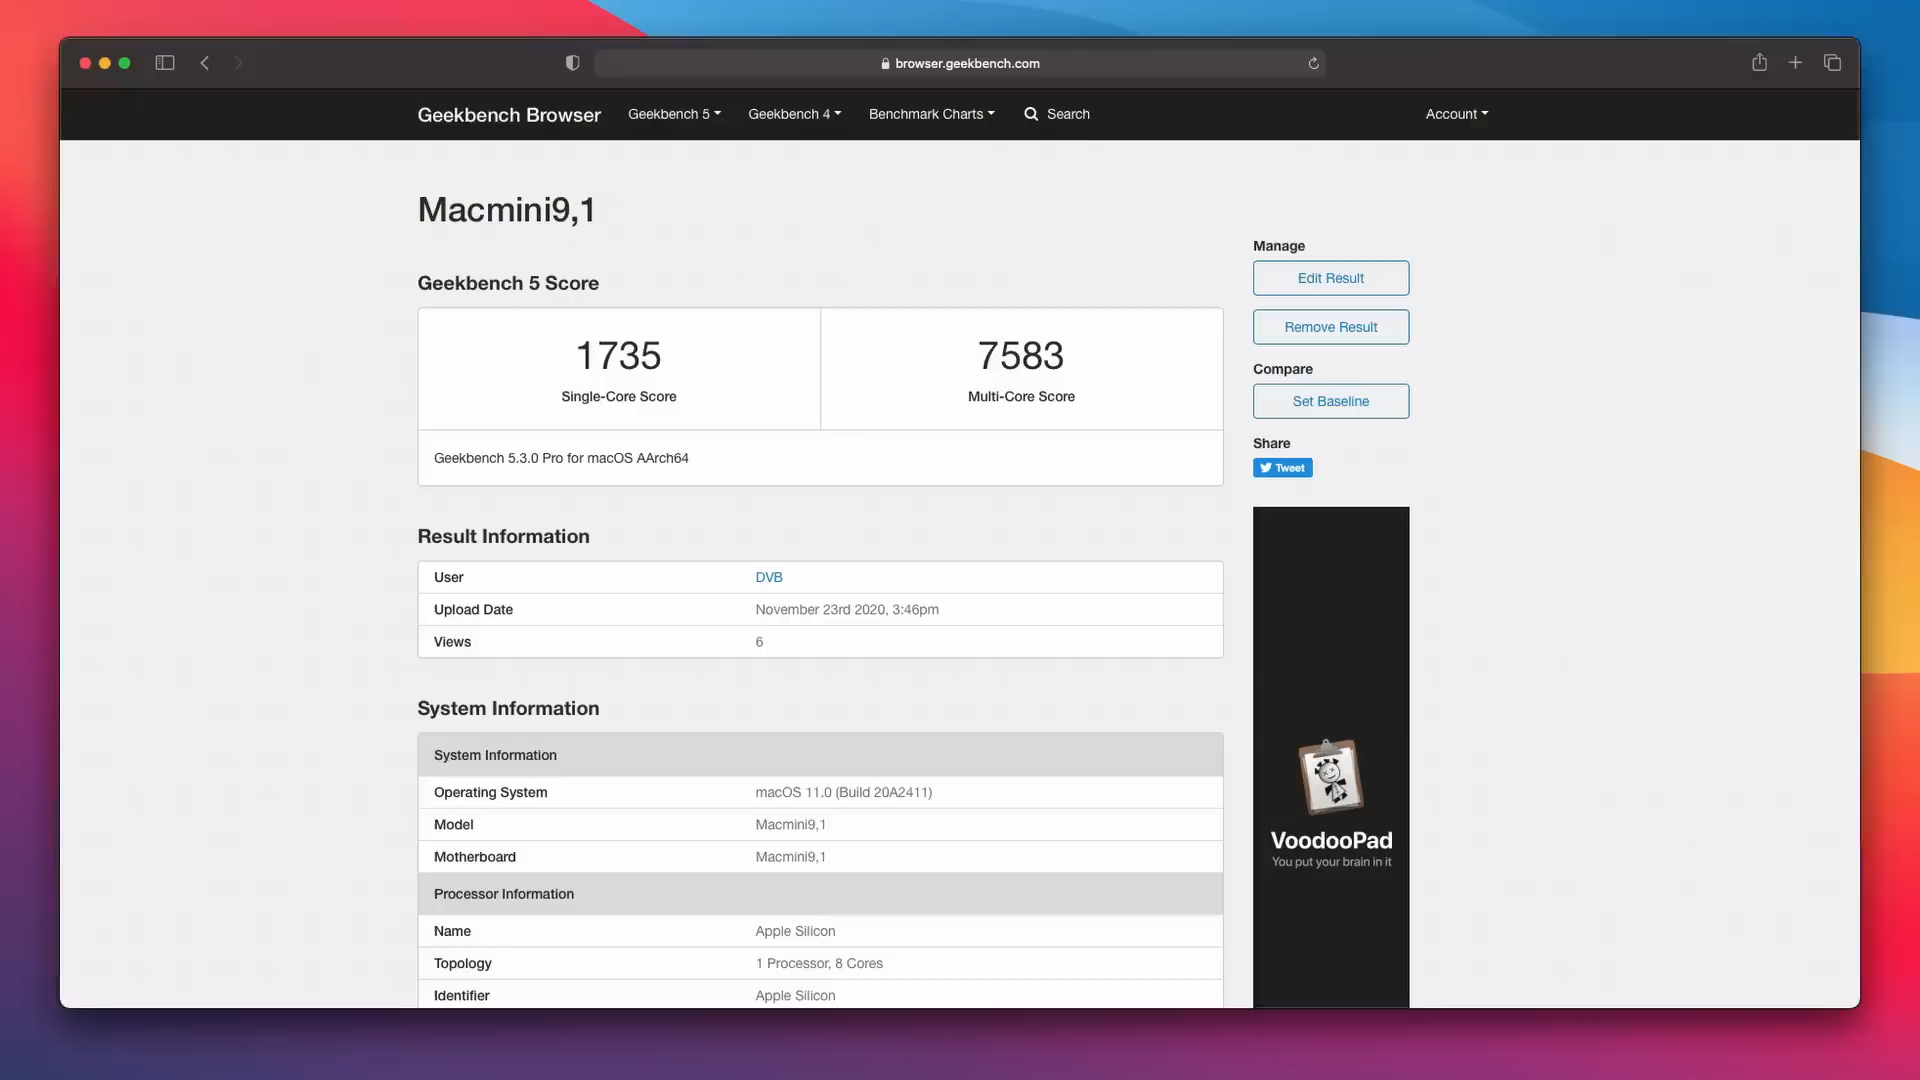 browser.geekbench.com
Geekbench Browser Geekbench 5 Geekbench 4 Benchmark Charts Search Account
Macmini9,1
Geekbench 5 Score
1735 7583
Single-Core Score Multi-Core Score
Geekbench 5.3.0 Pro for macOS AArch64
Result Information
User DVB
Upload Date November 23rd 2020, 3:46pm
Views 6
System Information
System Information
Operating System macOS 11.0 (Build 20A2411)
Model Macmini9,1
Motherboard Macmini9,1
Processor Information
Name Apple Silicon
Topology 1 Processor, 8 Cores
Identifier Apple Silicon
Manage
Edit Result
Remove Result
Compare
Set Baseline
Share
Tweet
VoodooPad
You put your brain in it